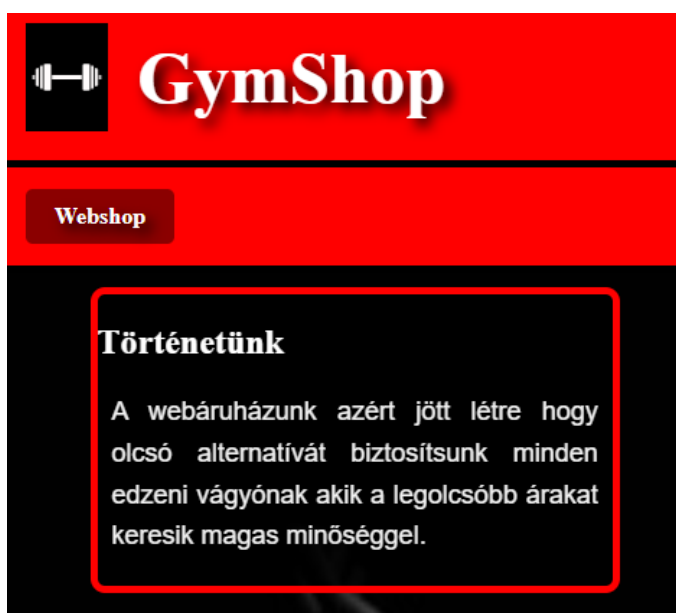 GymShop
Webshop
Történetünk
A webáruházunk azért jött létre hogy
olcsó alternatívát biztosítsunk minden
edzeni vágyónak akik a legolcsóbb árakat
keresik magas minőséggel.